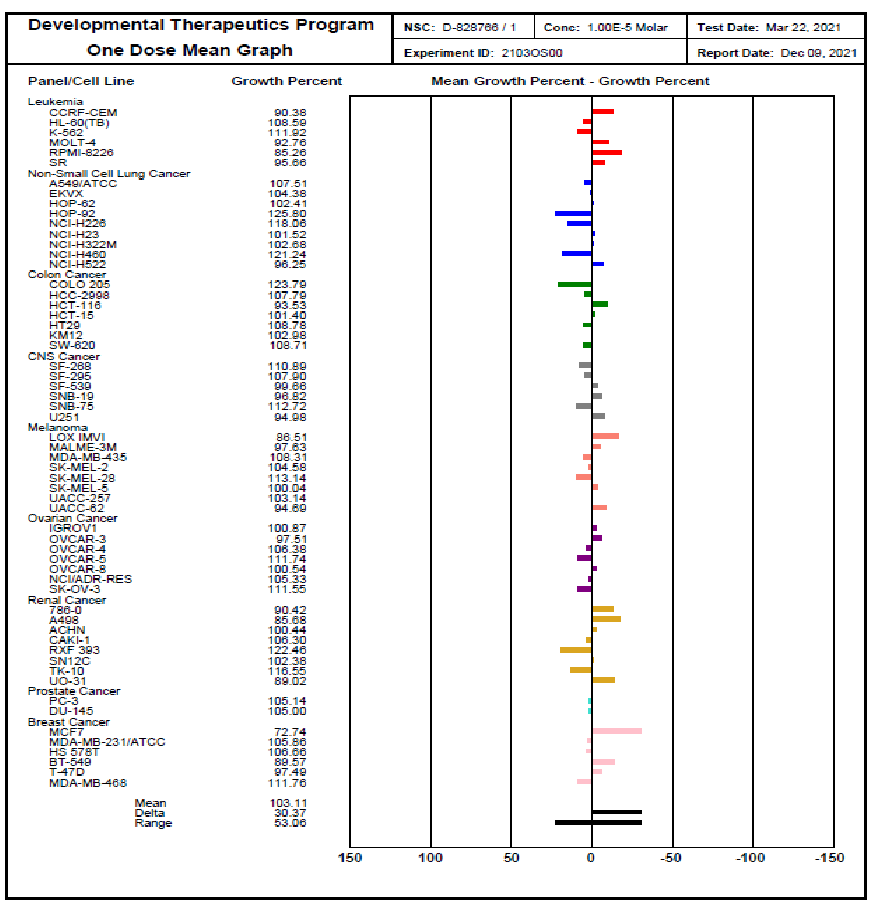 Developmental Therapeutics Program
One Dose Mean Graph
NSC: D-828766 / 1 Conc: 1.00E-5 Molar Test Date: Mar 22, 2021
Experiment ID: 2103OS00 Report Date: Dec 09, 2021
Panel/Cell Line Growth Percent Mean Growth Percent - Growth Percent
Leukemia
CCRF-CEM 90.38
HL-60(TB) 108.59
K-562 111.92
MOLT-4 92.76
RPMI-8226 85.26
SR 95.66
Non-Small Cell Lung Cancer
A549/ATCC 107.51
EKVX 104.38
HOP-62 102.41
HOP-92 125.80
NCI-H226 118.06
NCI-H23 101.52
NCI-H322M 102.68
NCI-H460 121.24
NCI-H522 96.25
Colon Cancer
COLO 205 123.79
HCC-2998 107.79
HCT-116 93.53
HCT-15 101.40
HT29 108.78
KM12 102.98
SW-620 108.71
CNS Cancer
SF-268 110.89
SF-295 107.90
SF-539 99.66
SNB-19 96.82
SNB-75 112.72
U251 94.98
Melanoma
LOX IMVI 86.51
MALME-3M 97.63
MDA-MB-435 108.31
SK-MEL-2 104.58
SK-MEL-28 113.14
SK-MEL-5 100.04
UACC-257 103.14
UACC-62 94.69
Ovarian Cancer
IGROV1 100.87
OVCAR-3 97.51
OVCAR-4 106.38
OVCAR-5 111.74
OVCAR-8 100.54
NCI/ADR-RES 105.33
SK-OV-3 111.55
Renal Cancer
786-0 90.42
A498 85.68
ACHN 100.44
CAKI-1 106.30
RXF 393 122.46
SN12C 102.38
TK-10 116.55
UO-31 89.02
Prostate Cancer
PC-3 105.14
DU-145 105.00
Breast Cancer
MCF7 72.74
MDA-MB-231/ATCC 105.86
HS 578T 106.66
BT-549 89.57
T-47D 97.49
MDA-MB-468 111.76
Mean 103.11
Delta 30.37
Range 53.06
150 100 50 0 -50 -100 -150